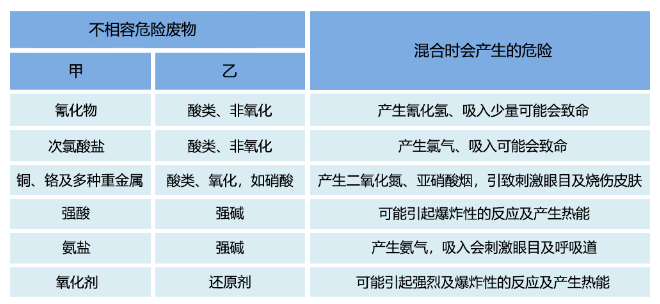 不相容危险废物
混合时会产生的危险
甲 乙
氰化物 酸类、非氧化 产生氰化氢、吸入少量可能会致命
次氯酸盐 酸类、非氧化 产生氯气、吸入可能会致命
铜、铬及多种重金属 酸类、氧化，如硝酸 产生二氧化氮、亚硝酸烟，引致刺激眼目及烧伤皮肤
强酸 强碱 可能引起爆炸性的反应及产生热能
氨盐 强碱 产生氨气，吸入会刺激眼目及呼吸道
氧化剂 还原剂 可能引起强烈及爆炸性的反应及产生热能